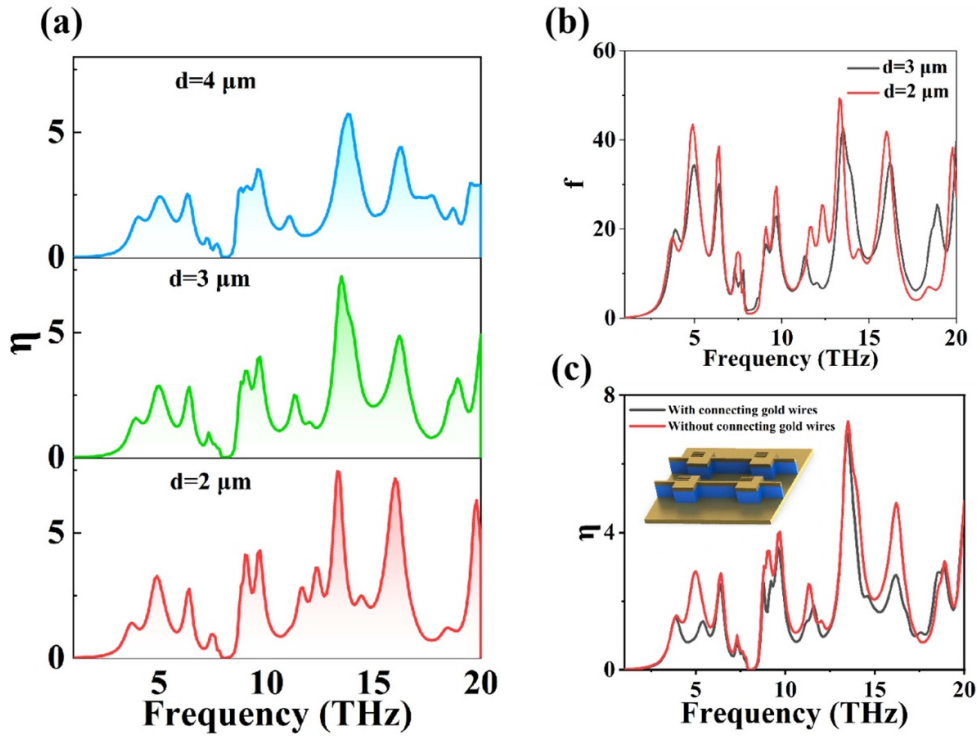 (a)
d=4 μm
5
0
d=3 μm
5
0
d=2 μm
5
0
η
5 10 15 20
Frequency (THz)
(b)
60
40
20
0
f
d=3 μm
d=2 μm
5 10 15 20
Frequency (THz)
(c)
8
4
0
η
With connecting gold wires
Without connecting gold wires
5 10 15 20
Frequency (THz)